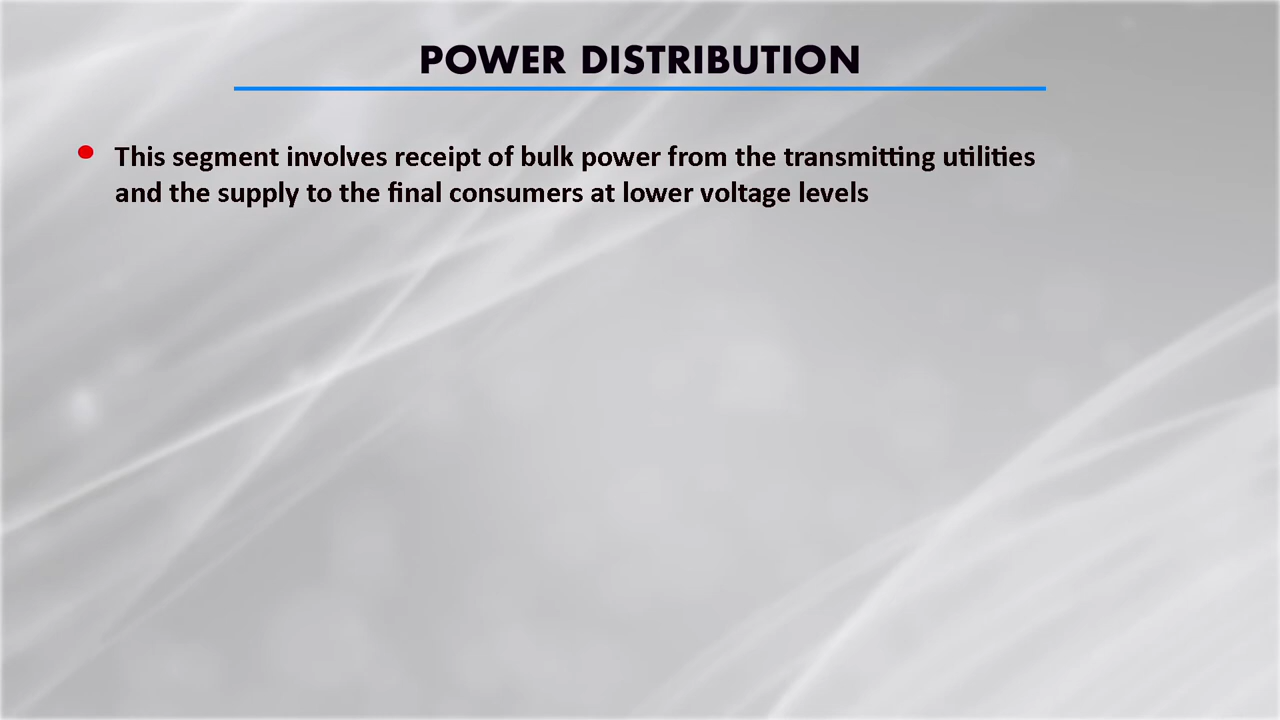 POWER DISTRIBUTION
This segment involves receipt of bulk power from the transmitting utilities
and the supply to the final consumers at lower voltage levels